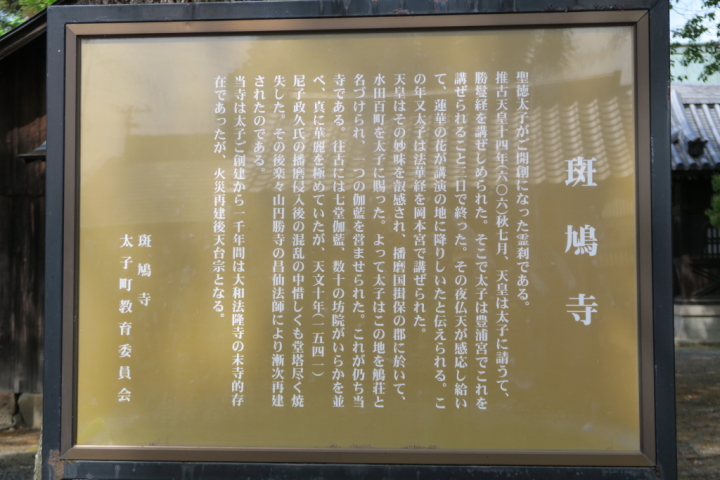 斑鳩寺
聖徳太子がご開創になった霊刹である。
推古天皇十四年(六〇六)秋七月、天皇は太子に請うて、
勝鬘経を講ぜしめられた。そこで太子は豊浦宮でこれを
講ぜられること三日で終った。その夜仏天が感応し給い
て、蓮華の花が講演の地に降りしいたと伝えられる。こ
の年又太子は法華経を岡本宮で講ぜられた。
天皇はその妙味を叡感され、播磨国揖保の郡に於いて、
水田百町を太子に賜った。よって太子はこの地を鵤荘と
名づけられ、一つの伽藍を営ませられた。これが仍ち当
寺である。往古には七堂伽藍、数十の坊院がいらかを並
べ、真に華麗を極めていたが、天文十年(一五四一)
尼子政久氏の播磨侵入後の混乱の中惜しくも堂塔尽く焼
失した。その後楽々山円勝寺の昌仙法師により漸次再建
されたのである。
当寺は太子ご創建から一千年間は大和法隆寺の末寺的存
在であったが、火災再建後天台宗となる。
斑鳩寺
太子町教育委員会